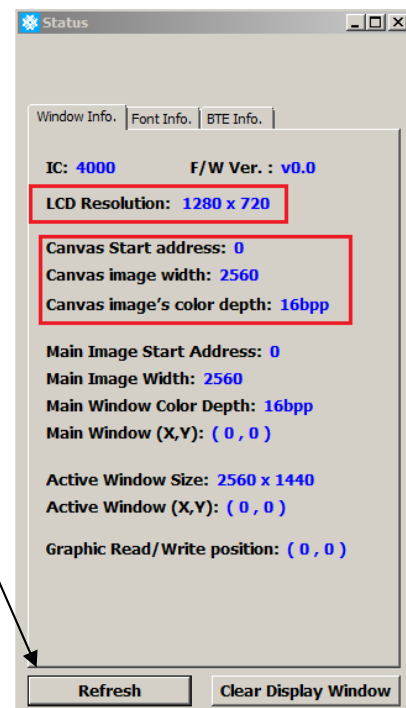 Status
Window Info. Font Info. BTE Info.
IC: 4000 F/W Ver. : v0.0
LCD Resolution: 1280 x 720
Canvas Start address: 0
Canvas image width: 2560
Canvas image's color depth: 16bpp
Main Image Start Address: 0
Main Image Width: 2560
Main Window Color Depth: 16bpp
Main Window (X,Y): ( 0 , 0 )
Active Window Size: 2560 x 1440
Active Window (X,Y): ( 0 , 0 )
Graphic Read/Write position: ( 0 , 0 )
Refresh Clear Display Window